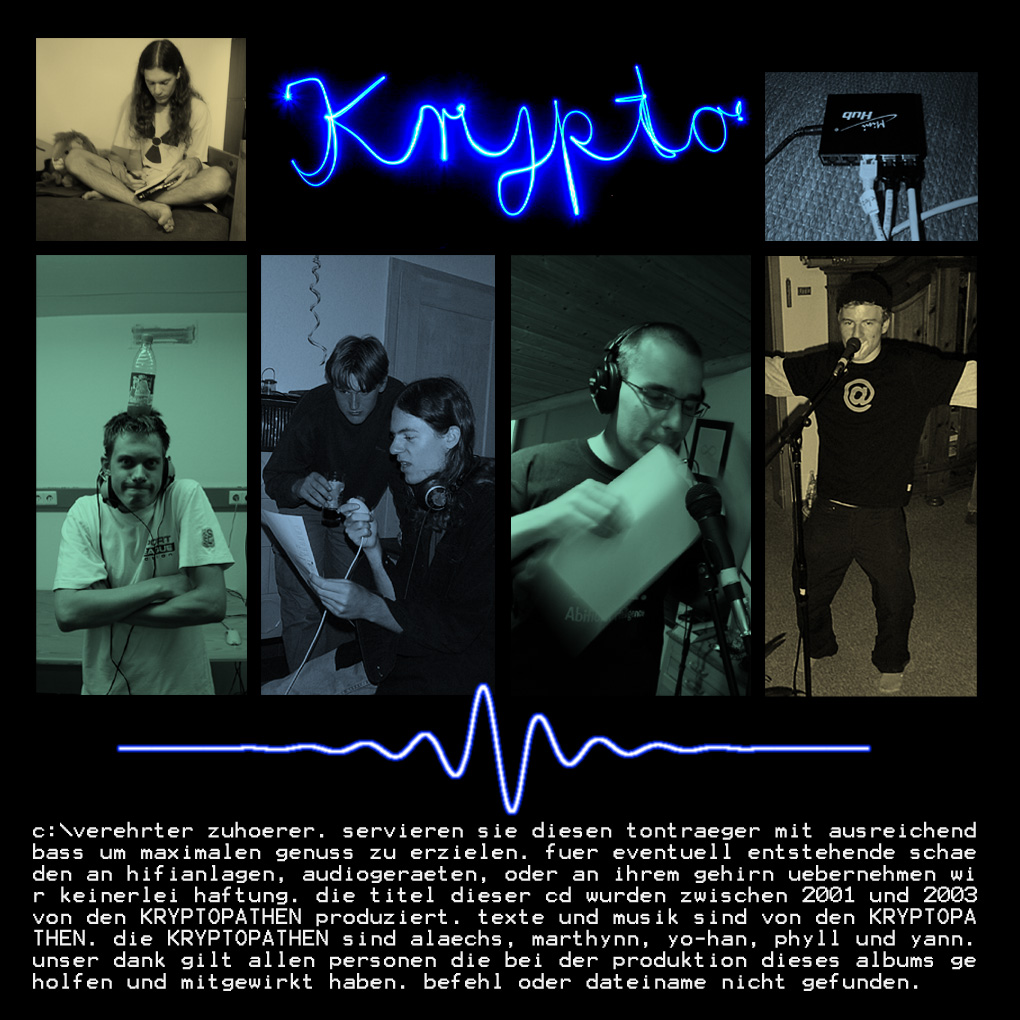 Krypto
Mini
Hub
@
c:\verehrter zuhoerer. servieren sie diesen tontraeger mit ausreichend
bass um maximalen genuss zu erzielen. fuer eventuell entstehende schae
den an hifianlagen, audiogeraeten, oder an ihrem gehirn uebernehmen wi
r keinerlei haftung. die titel dieser cd wurden zwischen 2001 und 2003
von den KRYPTOPATHEN produziert. texte und musik sind von den KRYPTOPA
THEN. die KRYPTOPATHEN sind alaechs, marthynn, yo-han, phyll und yann.
unser dank gilt allen personen die bei der produktion dieses albums ge
holfen und mitgewirkt haben. befehl oder dateiname nicht gefunden.